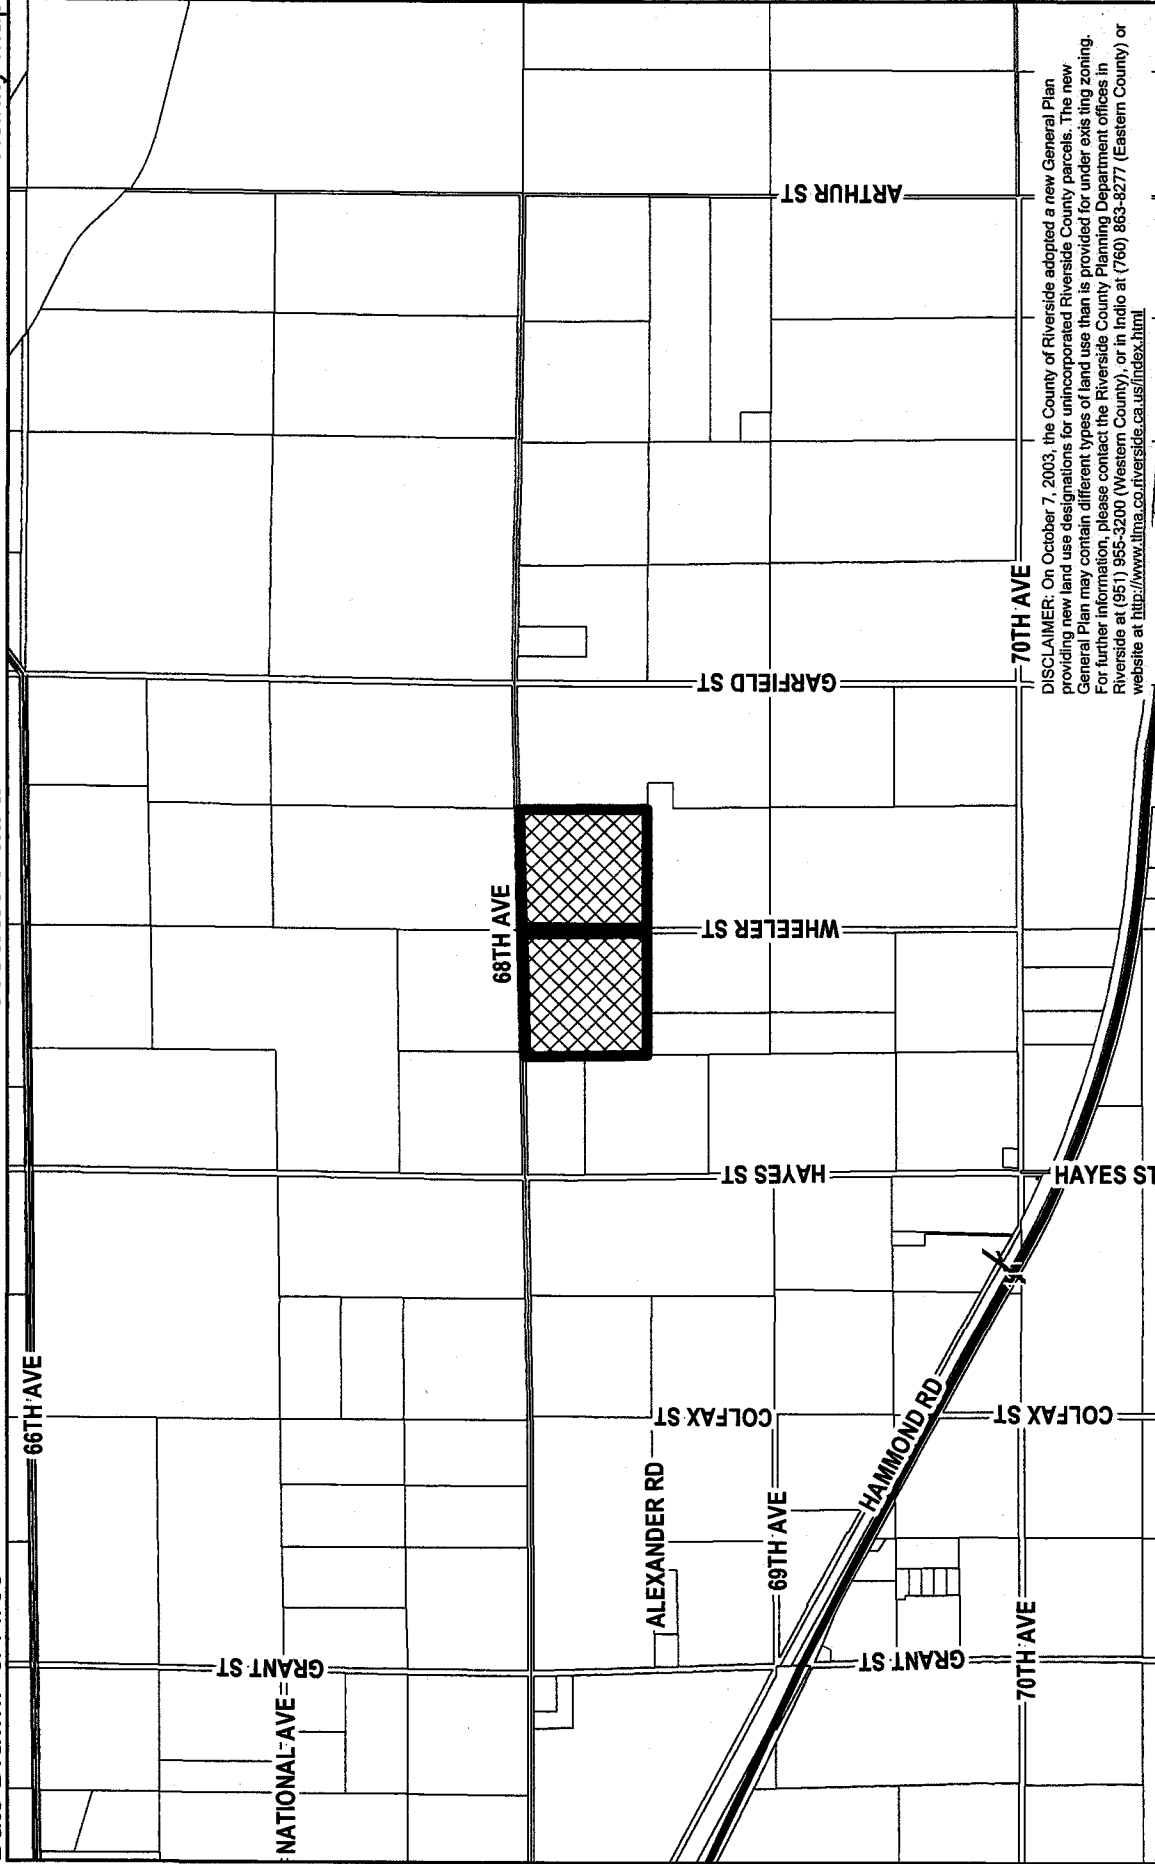 66TH AVE
NATIONAL AVE
GRANT ST
68TH AVE
ALEXANDER RD
COLFAX ST
69TH AVE
HAYES ST
WHEELER ST
GARFIELD ST
ARTHUR ST
HAMMOND RD
GRANT ST
70TH AVE
COLFAX ST
HAYES ST
70TH AVE
DISCLAIMER: On October 7, 2003, the County of Riverside adopted a new General Plan
providing new land use designations for unincorporated Riverside County parcels. The new
General Plan may contain different types of land use than is provided for under existing zoning.
For further information, please contact the Riverside County Planning Department offices in
Riverside at (951) 955-3200 (Western County), or in Indio at (760) 863-8277 (Eastern County) or
website at http://www.tlma.co.riverside.ca.us/index.html